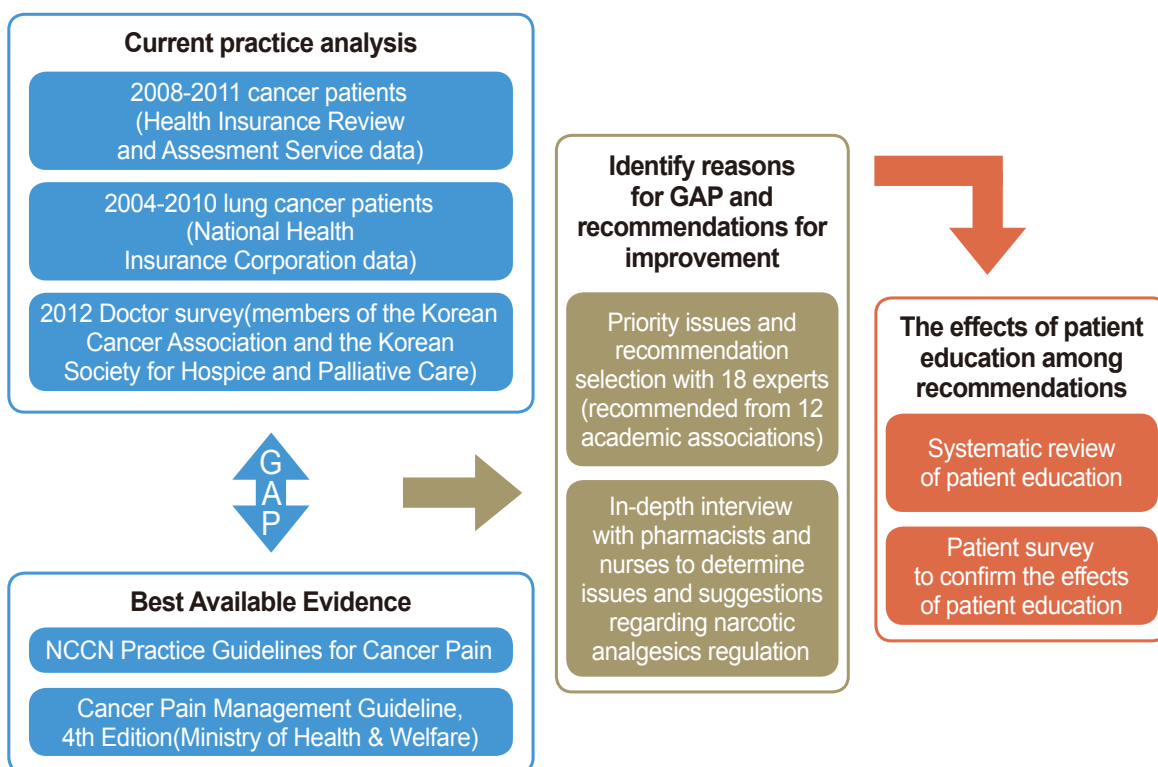 Current practice analysis
2008-2011 cancer patients
(Health Insurance Review
and Assesment Service data)
2004-2010 lung cancer patients
(National Health
Insurance Corporation data)
2012 Doctor survey(members of the Korean
Cancer Association and the Korean
Society for Hospice and Palliative Care)
G
A
P
Best Available Evidence
NCCN Practice Guidelines for Cancer Pain
Cancer Pain Management Guideline,
4th Edition(Ministry of Health & Welfare)
Identify reasons
for GAP and
recommendations for
improvement
Priority issues and
recommendation
selection with 18 experts
(recommended from 12
academic associations)
In-depth interview
with pharmacists and
nurses to determine
issues and suggestions
regarding narcotic
analgesics regulation
The effects of patient
education among
recommendations
Systematic review
of patient education
Patient survey
to confirm the effects
of patient education